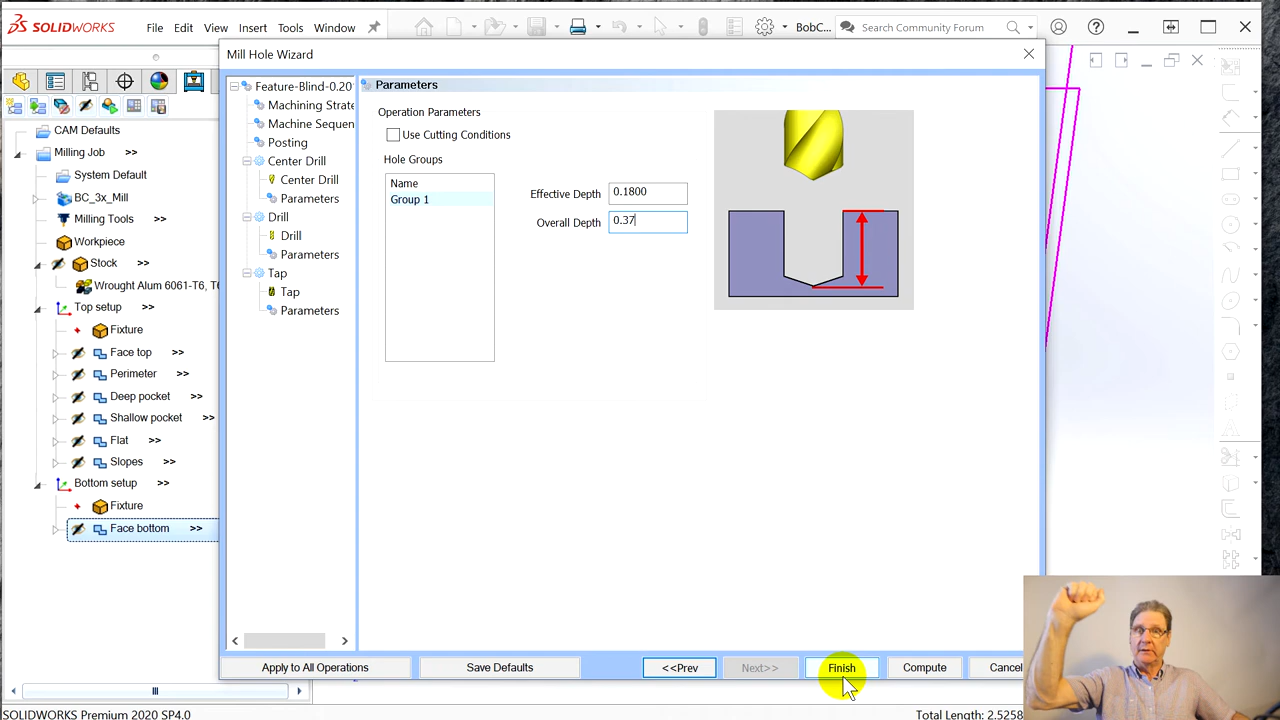 SOLIDWORKS
File Edit Insert Tools Window
BobC...
Search Community Forum
Mill Hole Wizard
CAM Defaults
Milling Job >>
System Default
BC_3x_Mill
Milling Tools >>
Workpiece
Stock >>
Wrought Alum 6061-T6, T6
Top setup >>
Fixture
Face top >>
Perimeter >>
Deep pocket >>
Shallow pocket >>
Flat >>
Slopes >>
Bottom setup >>
Fixture
Face bottom >>
Feature-Blind-0.20
Machining Strate
Machine Sequen
Posting
Center Drill
Center Drill
Parameters
Drill
Drill
Parameters
Tap
Tap
Parameters
Parameters
Operation Parameters
Use Cutting Conditions
Hole Groups
Name
Group 1
Effective Depth 0.1800
Overall Depth 0.37
Apply to All Operations
Save Defaults
<<Prev
Next>>
Finish
Compute
Cancel
SOLIDWORKS Premium 2020 SP4.0
Total Length: 2.5258